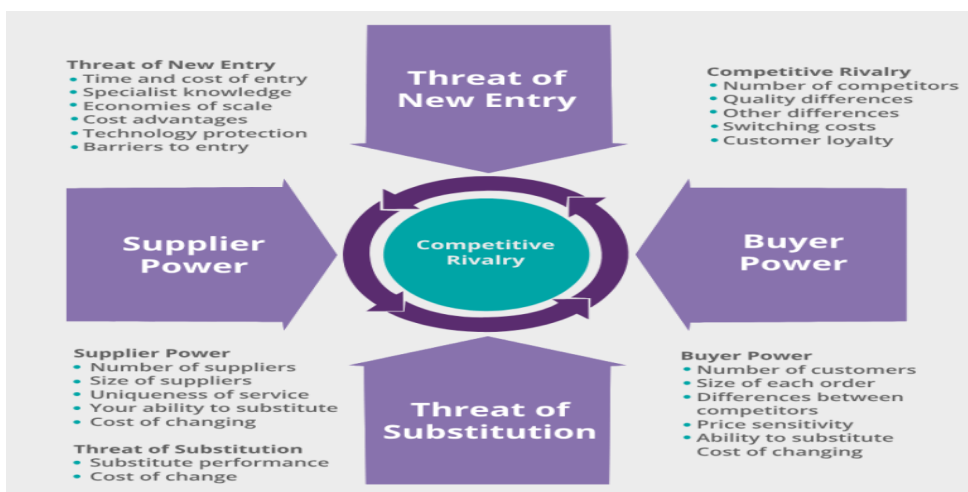 Threat of New Entry
• Time and cost of entry
• Specialist knowledge
• Economies of scale
• Cost advantages
• Technology protection
• Barriers to entry
Threat of
New Entry
Competitive Rivalry
• Number of competitors
• Quality differences
• Other differences
• Switching costs
• Customer loyalty
Supplier
Power
Competitive
Rivalry
Buyer
Power
Supplier Power
• Number of suppliers
• Size of suppliers
• Uniqueness of service
• Your ability to substitute
• Cost of changing
Threat of Substitution
• Substitute performance
• Cost of change
Threat of
Substitution
Buyer Power
• Number of customers
• Size of each order
• Differences between
competitors
• Price sensitivity
• Ability to substitute
Cost of changing